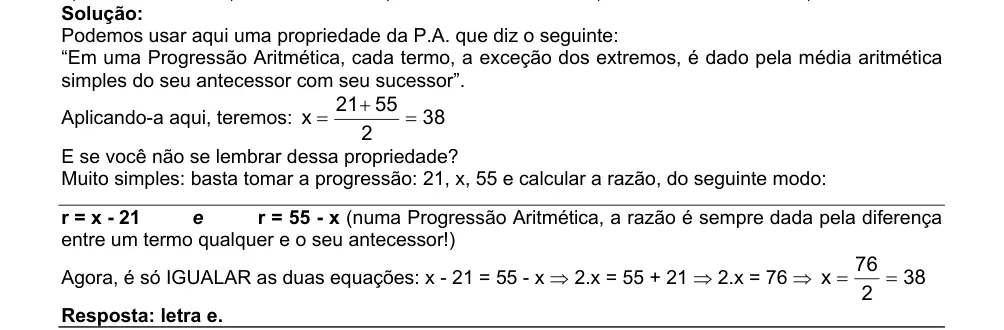 Solução:
Podemos usar aqui uma propriedade da P.A. que diz o seguinte:
“Em uma Progressão Aritmética, cada termo, a exceção dos extremos, é dado pela média aritmética
simples do seu antecessor com seu sucessor”.
Aplicando-a aqui, teremos: x = (21+ 55)/2 = 38
E se você não se lembrar dessa propriedade?
Muito simples: basta tomar a progressão: 21, x, 55 e calcular a razão, do seguinte modo:
r = x - 21 e r = 55 - x (numa Progressão Aritmética, a razão é sempre dada pela diferença
entre um termo qualquer e o seu antecessor!)
Agora, é só IGUALAR as duas equações: x - 21 = 55 - x ⇒ 2.x = 55 + 21 ⇒ 2.x = 76 ⇒ x = 76/2 = 38
Resposta: letra e.